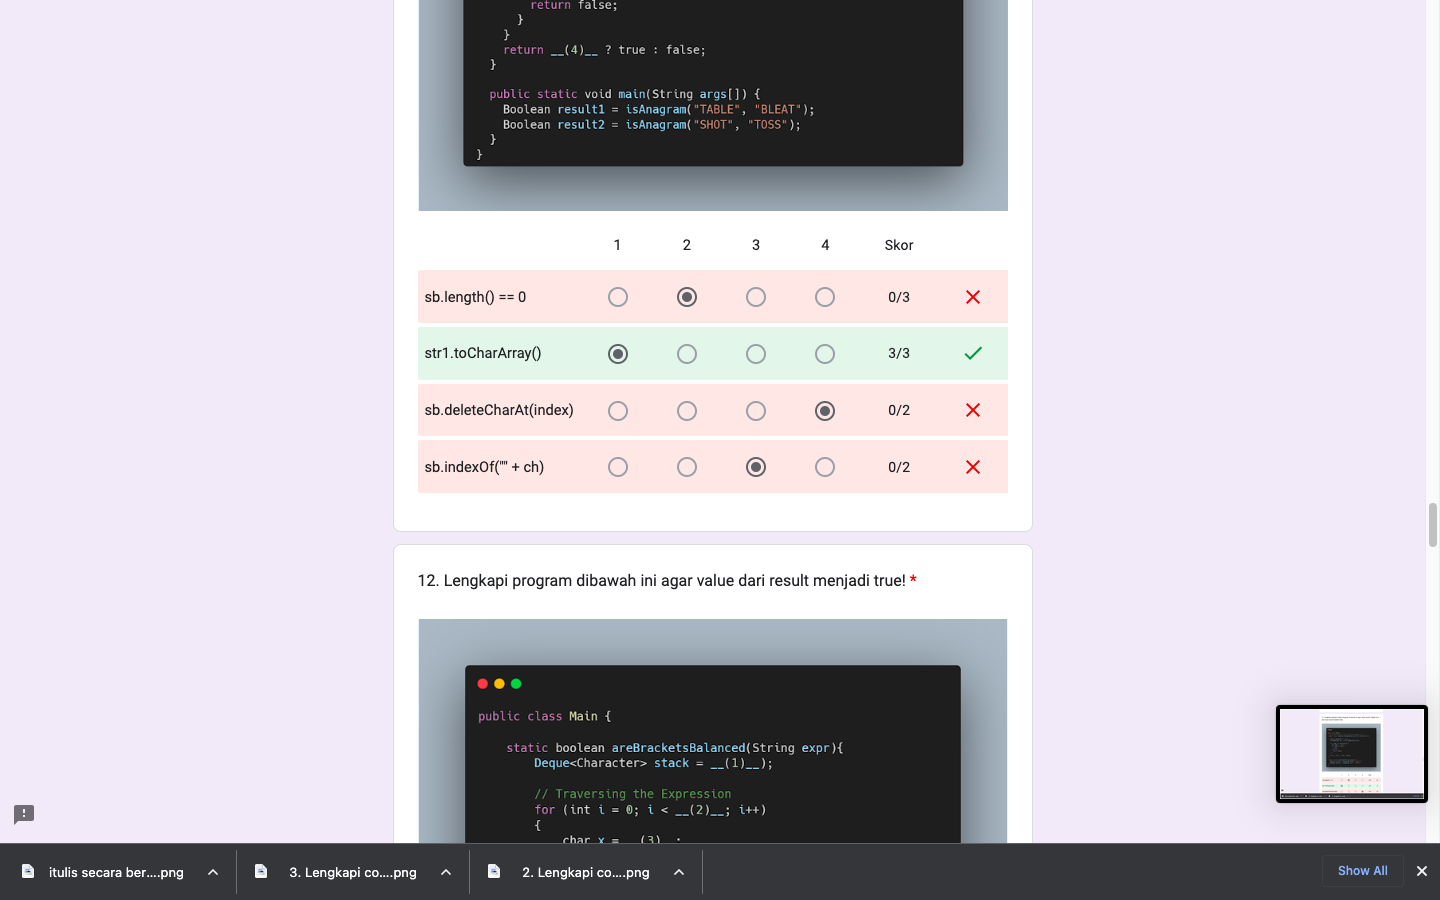 return false;
}
}
return __(4)__ ? true : false;
}
public static void main(String args[]) {
Boolean result1 = isAnagram("TABLE", "BLEAT");
Boolean result2 = isAnagram("SHOT", "TOSS");
}
}
1 2 3 4 Skor
sb.length() == 0 0/3
str1.toCharArray() 3/3
sb.deleteCharAt(index) 0/2
sb.indexOf("" + ch) 0/2
12. Lengkapi program dibawah ini agar value dari result menjadi true! *
public class Main {
static boolean areBracketsBalanced(String expr){
Deque<Character> stack = __(1)__);
// Traversing the Expression
for (int i = 0; i < __(2)__; i++)
{
char x = __(3)__;
itulis secara ber....png
3. Lengkapi co....png
2. Lengkapi co....png
Show All